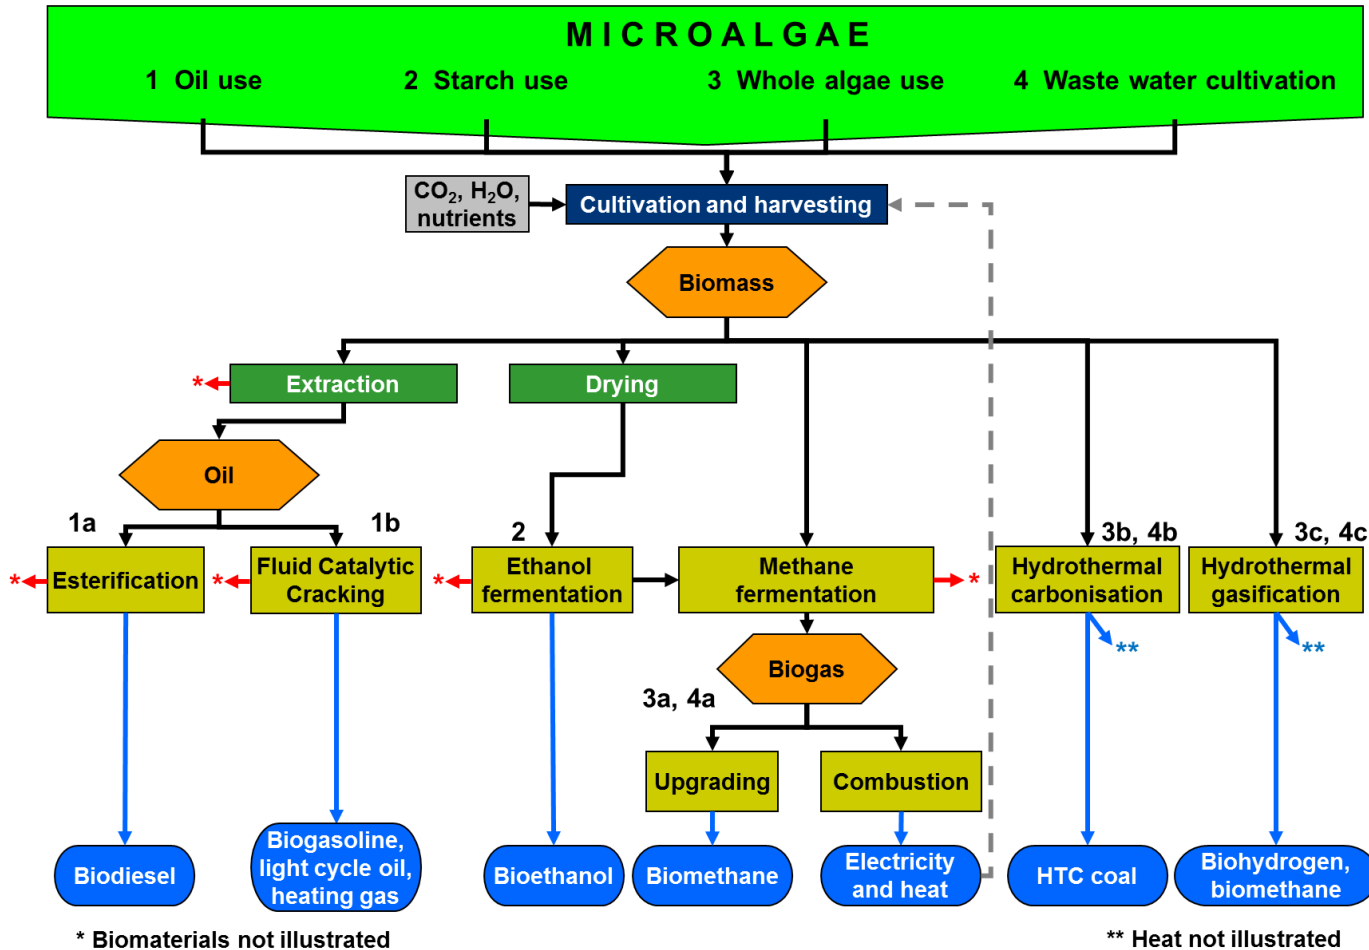 MICROALGAE
1 Oil use
2 Starch use
3 Whole algae use
4 Waste water cultivation
CO₂, H₂O,
nutrients
Cultivation and harvesting
Biomass
*
Extraction
Drying
Oil
1a
1b
2
3b, 4b
3c, 4c
*
Esterification
*
Fluid Catalytic
Cracking
*
Ethanol
fermentation
Methane
fermentation
*
Hydrothermal
carbonisation
Hydrothermal
gasification
**
**
Biogas
3a, 4a
Upgrading
Combustion
Biodiesel
Biogasoline,
light cycle oil,
heating gas
Bioethanol
Biomethane
Electricity
and heat
HTC coal
Biohydrogen,
biomethane
* Biomaterials not illustrated
** Heat not illustrated